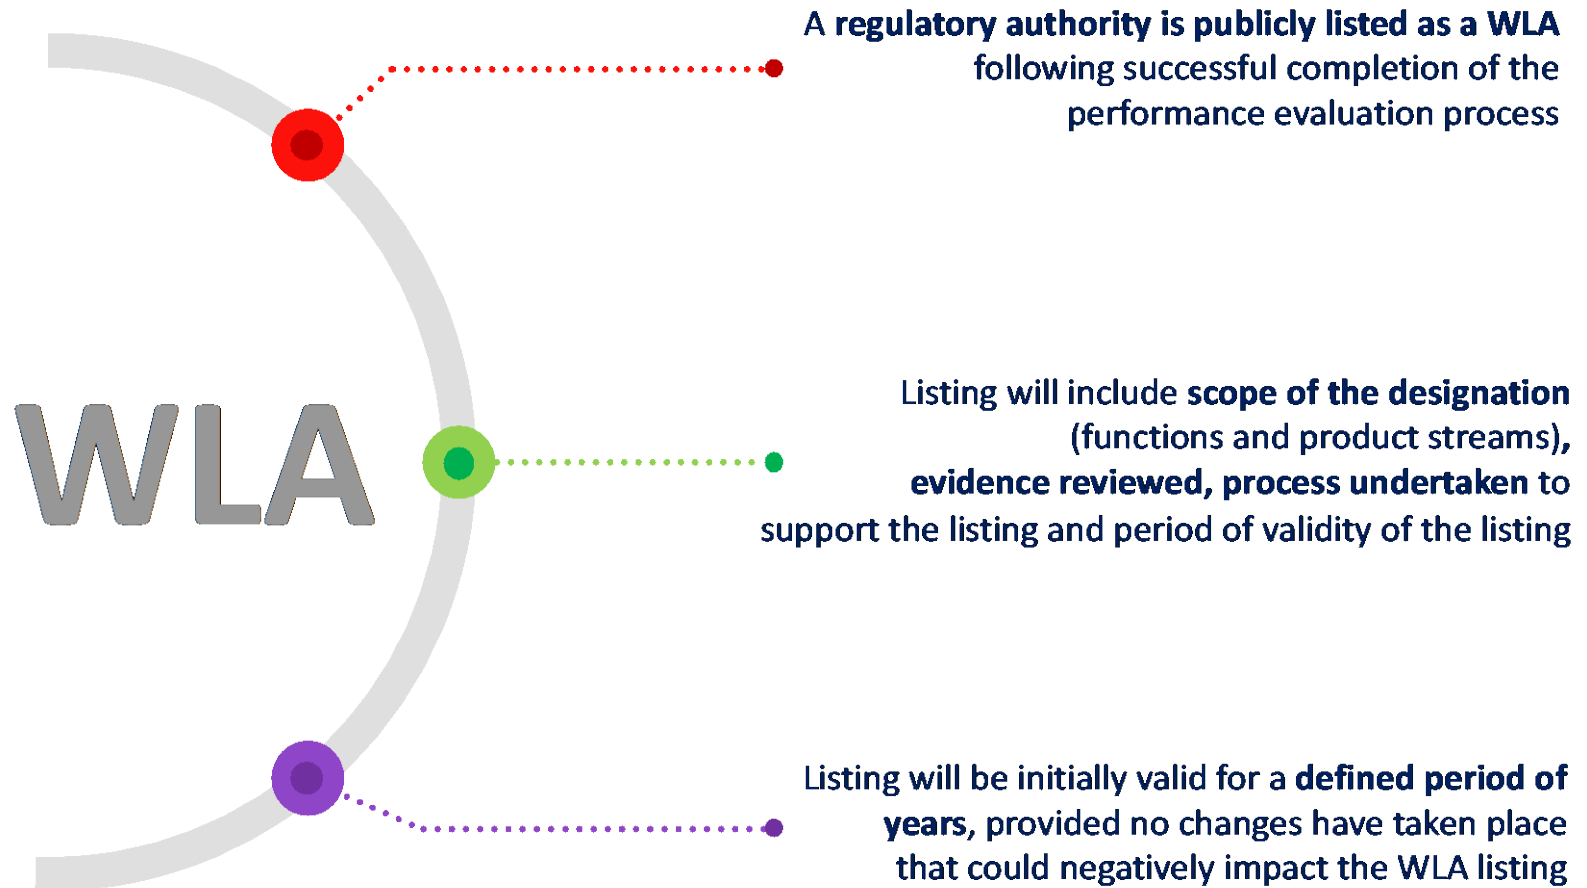 A regulatory authority is publicly listed as a WLA
following successful completion of the
performance evaluation process
WLA
Listing will include scope of the designation
(functions and product streams),
evidence reviewed, process undertaken to
support the listing and period of validity of the listing
Listing will be initially valid for a defined period of
years, provided no changes have taken place
that could negatively impact the WLA listing